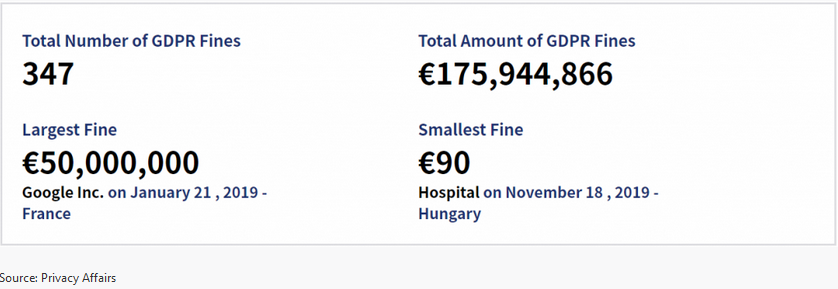 Total Number of GDPR Fines
347
Total Amount of GDPR Fines
€175,944,866
Largest Fine
€50,000,000
Google Inc. on January 21 , 2019 -
France
Smallest Fine
€90
Hospital on November 18 , 2019 -
Hungary
Source: Privacy Affairs